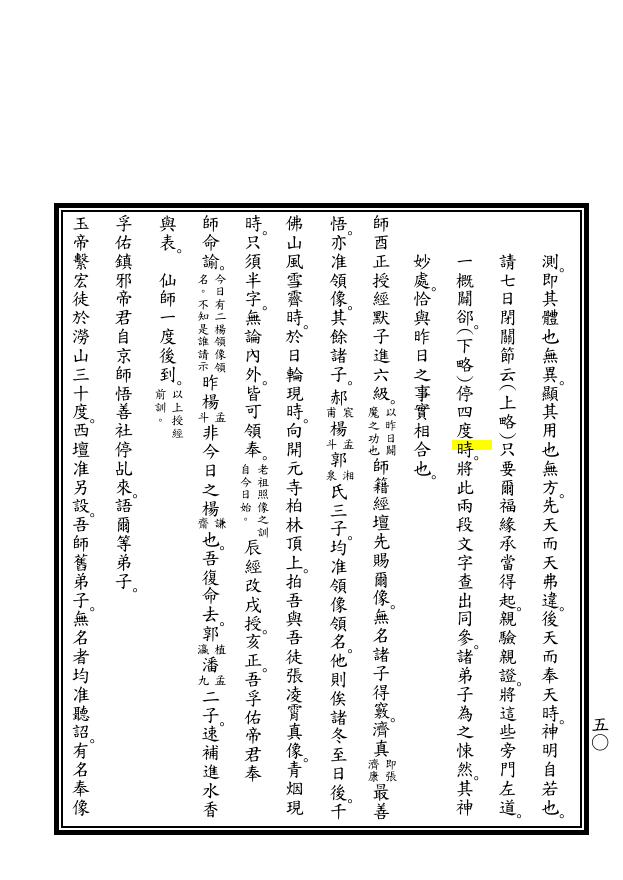 測。即其體也無異。顯其用也無方。先天而天弗違。後天而奉天時。神明自若也。
請七日閉關節云(上略)只要爾福緣承當得起。親驗親證。將這些旁門左道。
一概闢郤。(下略)停四度時。將此兩段文字查出同參。諸弟子為之悚然。其神
妙處。恰與昨日之事實相合也。
師酉正授經默子進六級。以昨日闢魔之功也師籍經壇先賜爾像。無名諸子得竅。濟真即張濟康最善
悟。亦准領像。其餘諸子。郝宸甫楊孟斗郭湘泉氏三子。均准領像領名。他則俟諸冬至日後。千
佛山風雪霽時。於日輪現時。向開元寺柏林頂上。拍吾與吾徒張凌霄真像。青烟現
時。只須半字。無論內外。皆可領奉。老祖照像之訓自今日始。辰經改戌授。亥正。吾孚佑帝君奉
師命諭。今日有二楊領像領名。不知是誰請示昨楊孟斗非今日之楊謙齋也。吾復命去。郭植瀛潘孟九二子。速補進水香
與表。 仙師一度後到。以上授經前訓。
孚佑鎮邪帝君自京師悟善社停乩來。語爾等弟子。
玉帝繫宏徒於澇山三十度。西壇准另設。吾師舊弟子。無名者均准聽詔。有名奉像
五〇